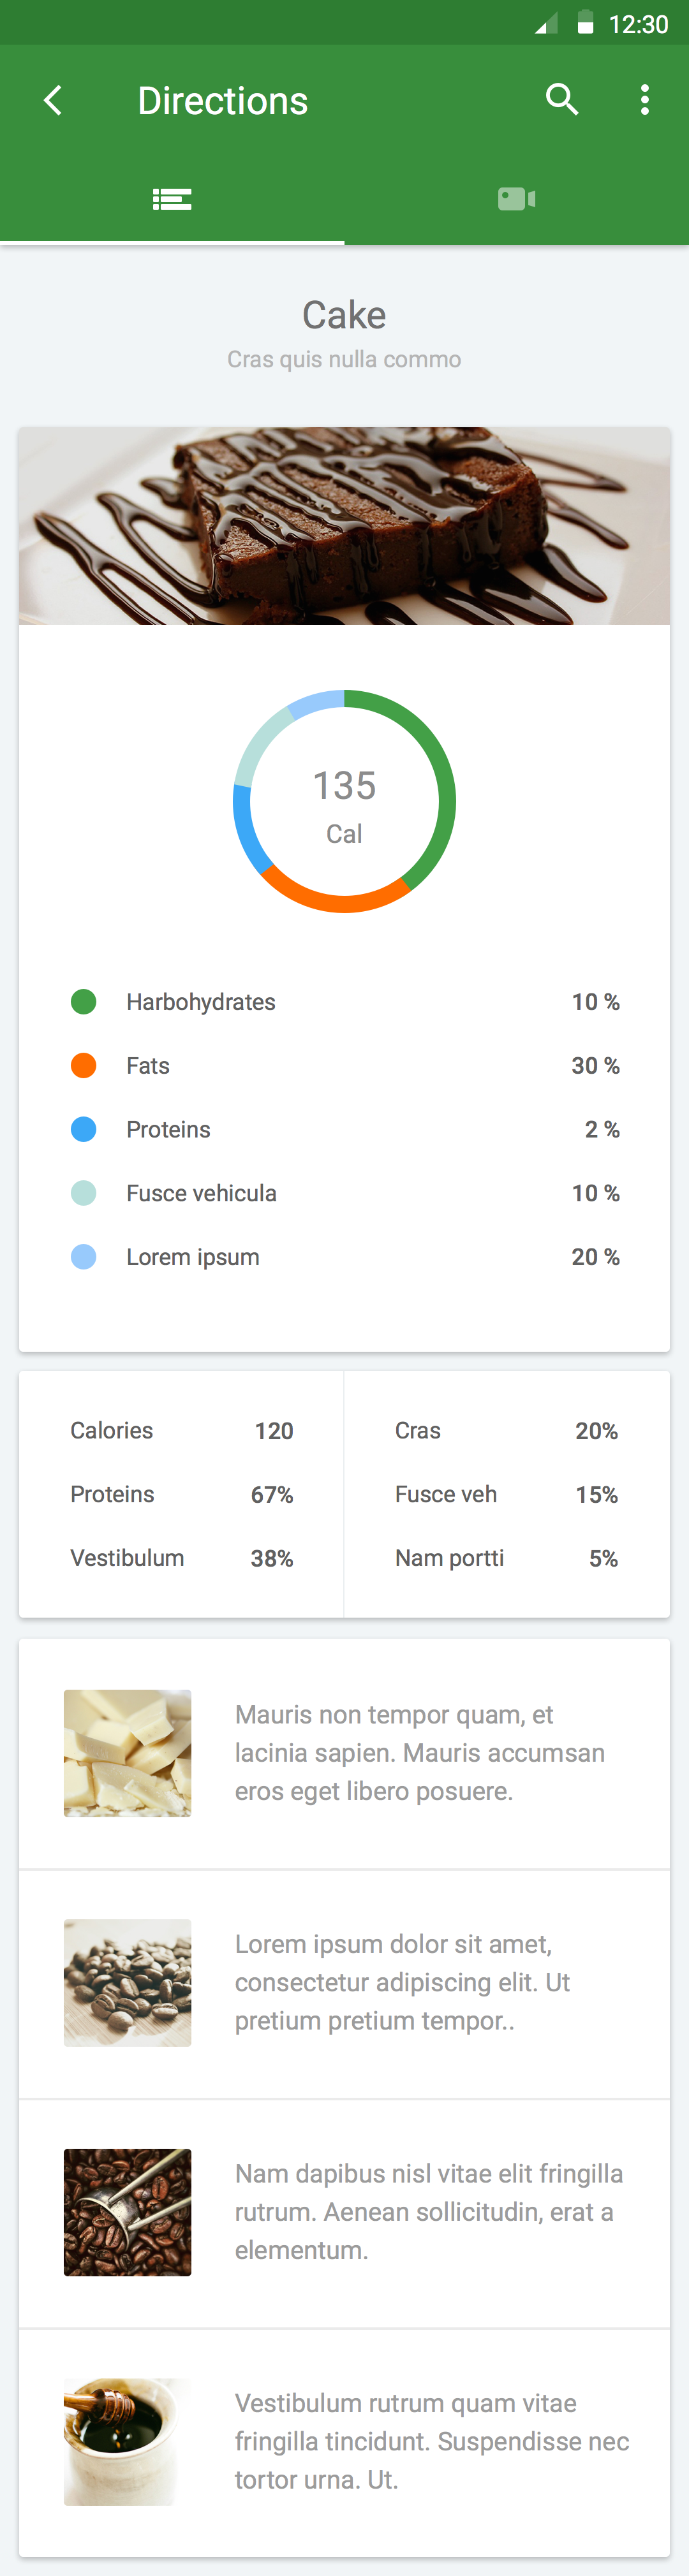 12:30
Directions
Cake
Cras quis nulla commo
135
Cal
Harbohydrates 10 %
Fats 30 %
Proteins 2 %
Fusce vehicula 10 %
Lorem ipsum 20 %
Calories 120
Proteins 67%
Vestibulum 38%
Cras 20%
Fusce veh 15%
Nam portti 5%
Mauris non tempor quam, et
lacinia sapien. Mauris accumsan
eros eget libero posuere.
Lorem ipsum dolor sit amet,
consectetur adipiscing elit. Ut
pretium pretium tempor..
Nam dapibus nisl vitae elit fringilla
rutrum. Aenean sollicitudin, erat a
elementum.
Vestibulum rutrum quam vitae
fringilla tincidunt. Suspendisse nec
tortor urna. Ut.